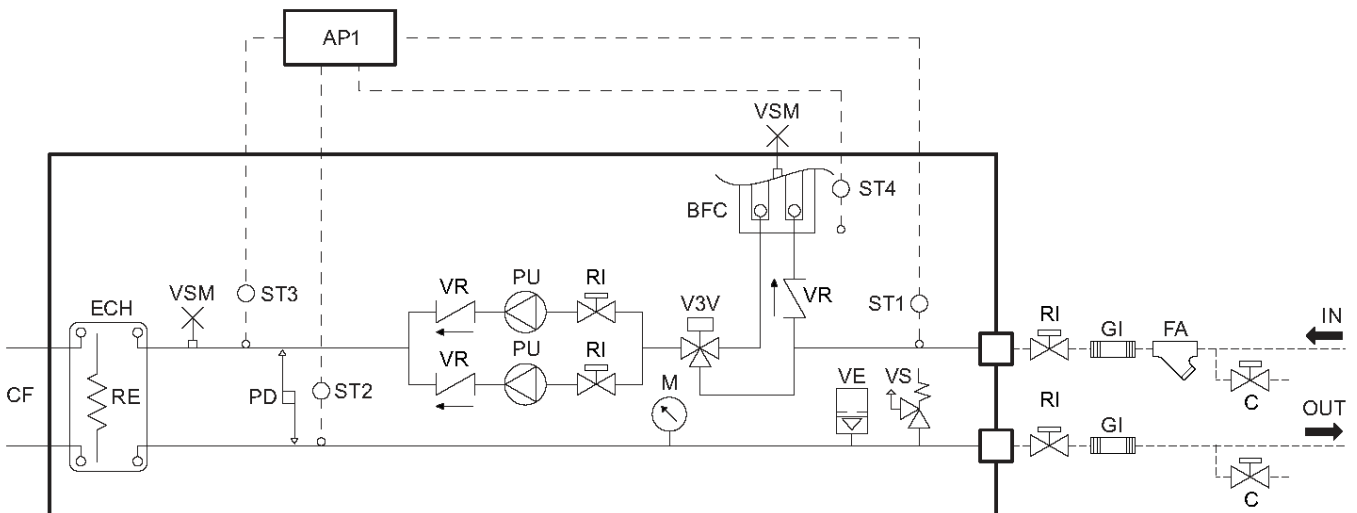 AP1
VSM
ST4
BFC
ECH
VSM
ST3
VR
PU
RI
V3V
VR
ST1
RI
GI
FA
IN
CF
RE
PD
ST2
VR
PU
RI
M
VE
VS
C
RI
GI
OUT
C